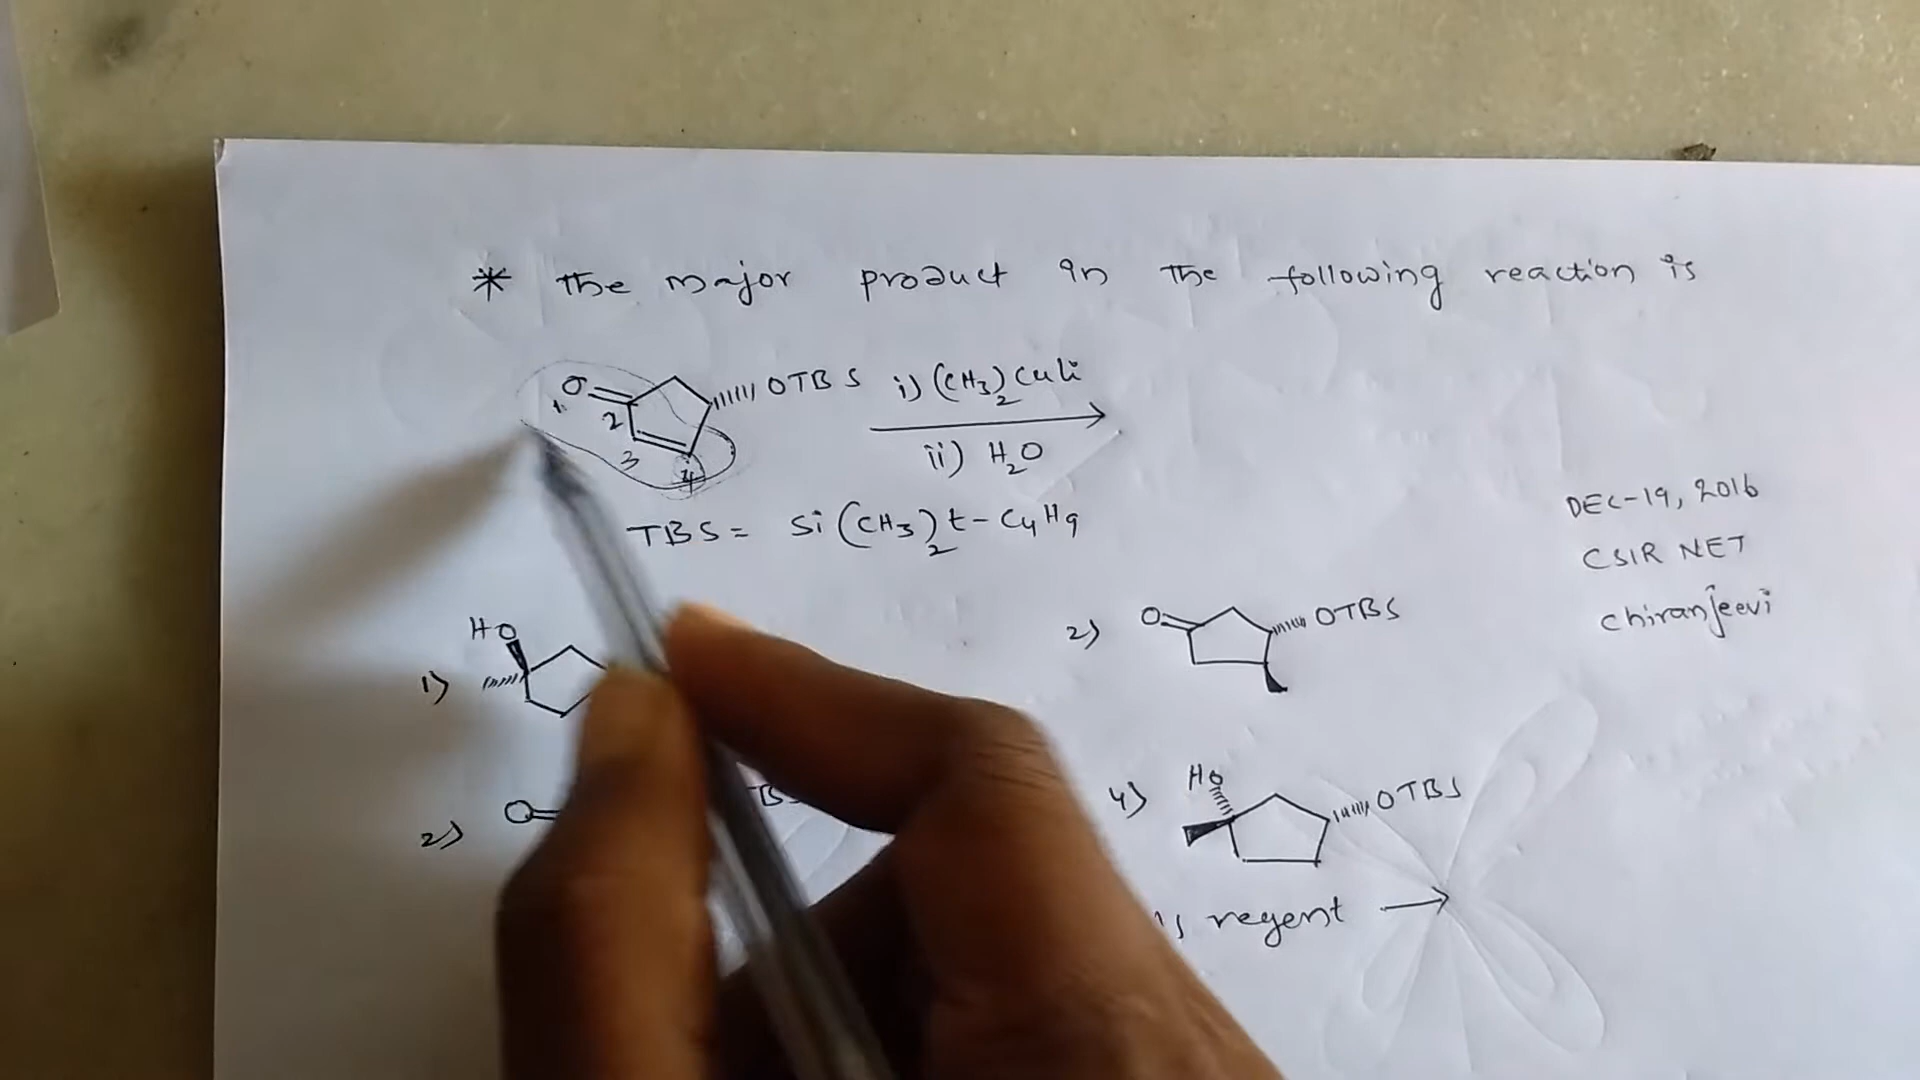 * The major product in the following reaction is
O OTBS i) (CH3)2CuLi
1. 2 3 4
ii) H2O
TBS = Si(CH3)2 t-C4H9
DEC-19, 2016
CSIR NET
Chiranjeevi
1) HO
2) O OTBS
2) O
4) HO OTBS
regent →